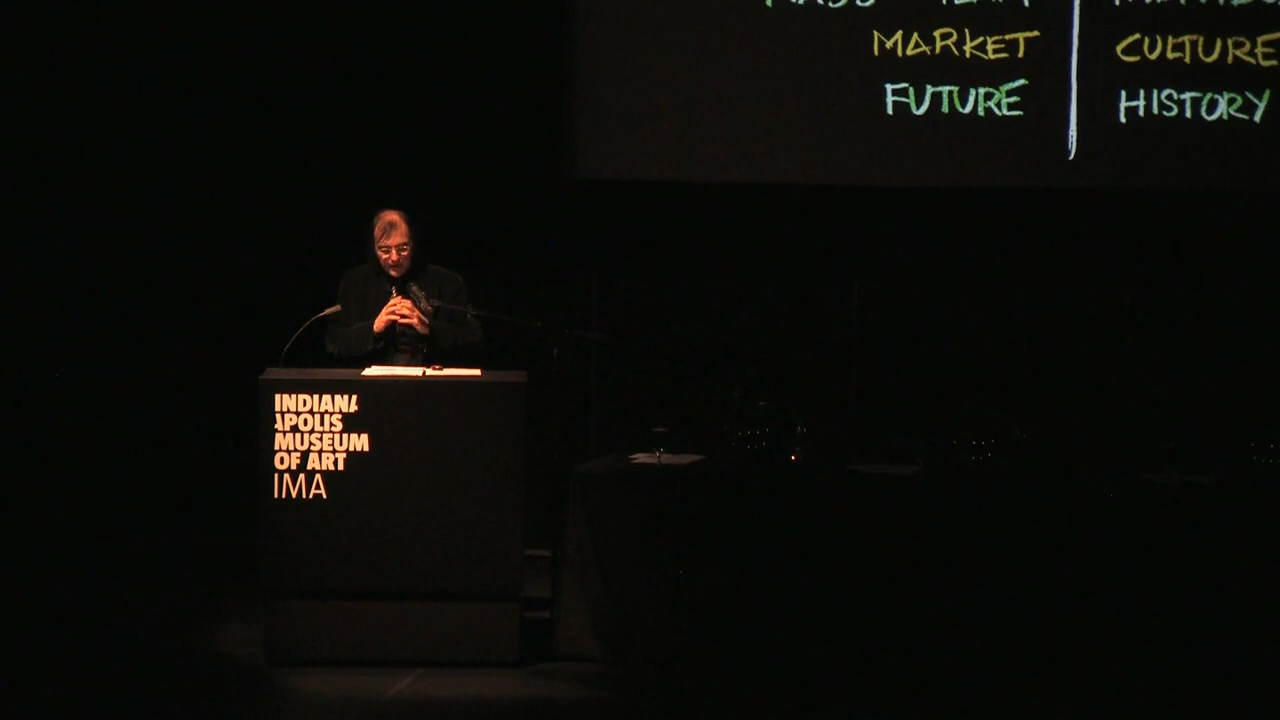 MARKET CULTURE
FUTURE HISTORY
INDIANA
APOLIS
MUSEUM
OF ART
IMA